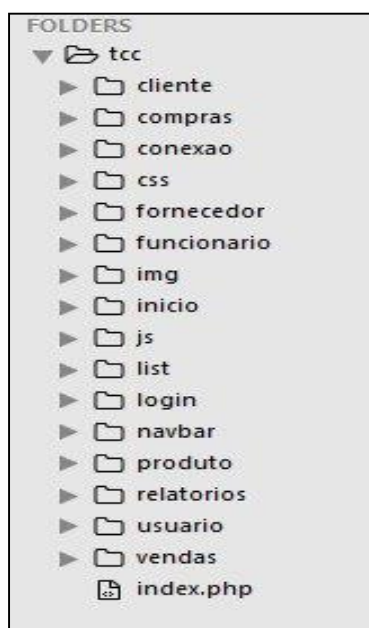 FOLDERS
tcc
cliente
compras
conexao
css
fornecedor
funcionario
img
inicio
js
list
login
navbar
produto
relatorios
usuario
vendas
index.php